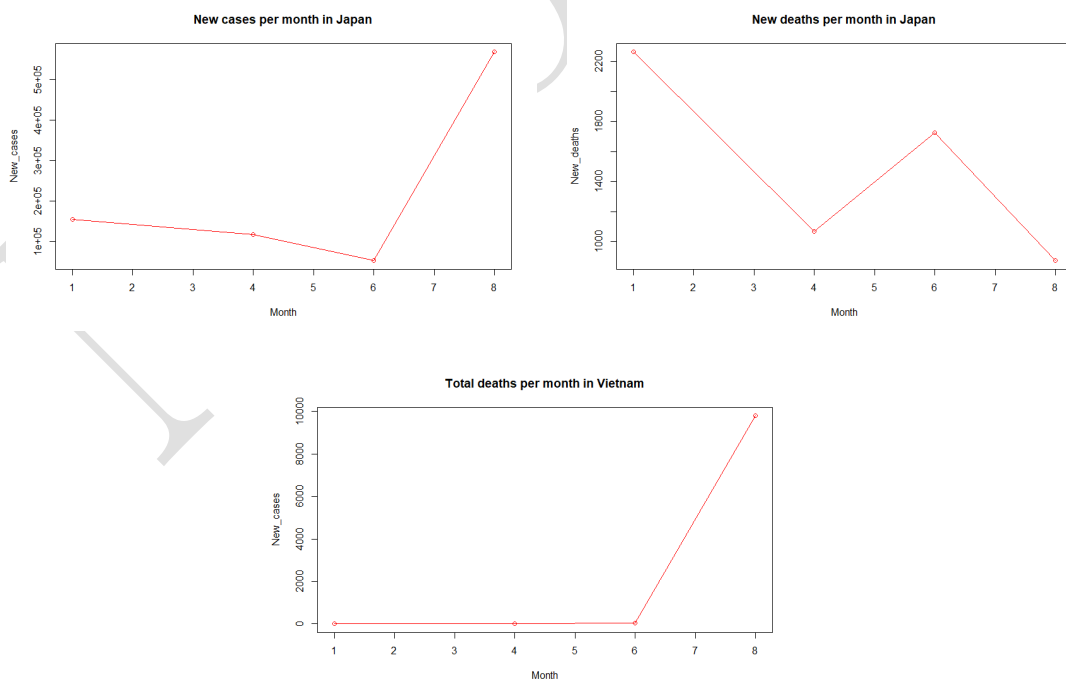 New cases per month in Japan
New_cases
5e+05
4e+05
3e+05
2e+05
1e+05
1 2 3 4 5 6 7 8
Month
New deaths per month in Japan
New_deaths
2200
1800
1400
1000
1 2 3 4 5 6 7 8
Month
Total deaths per month in Vietnam
New_cases
10000
8000
6000
4000
2000
0
1 2 3 4 5 6 7 8
Month